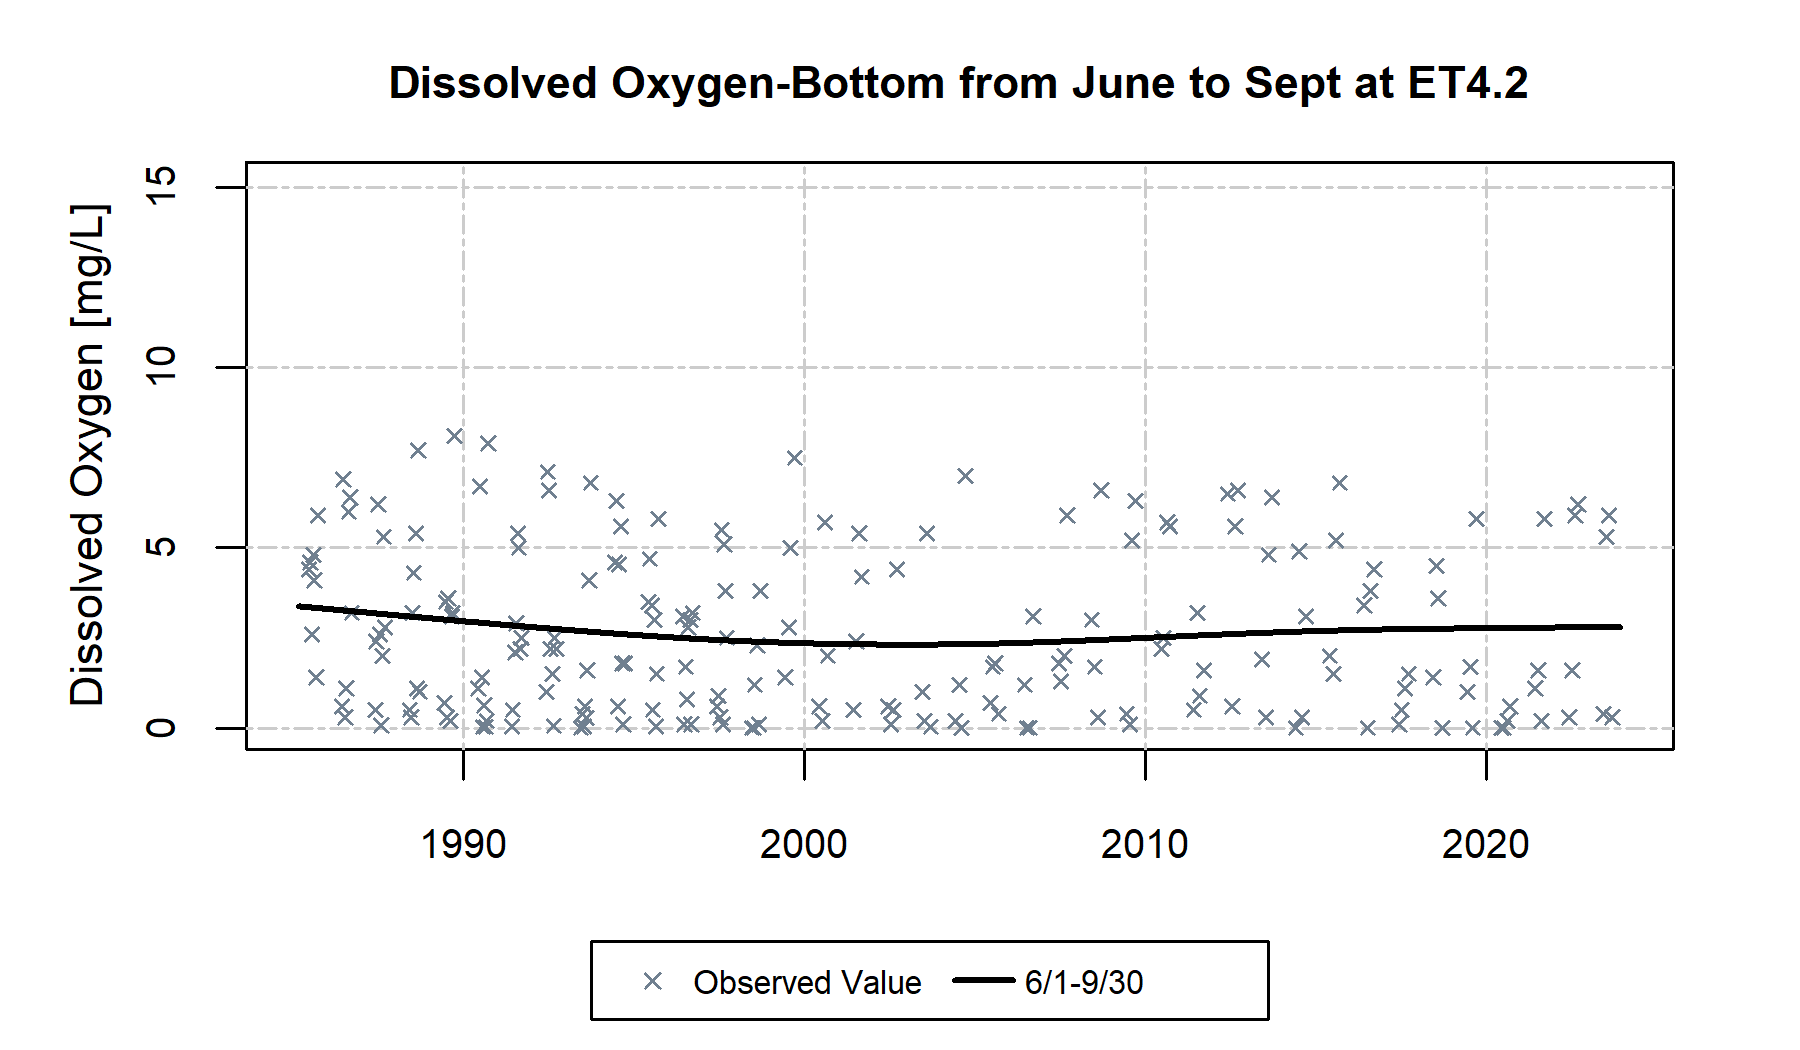 Dissolved Oxygen-Bottom from June to Sept at ET4.2
Dissolved Oxygen [mg/L]
15
10
5
0
1990 2000 2010 2020
Observed Value 6/1-9/30